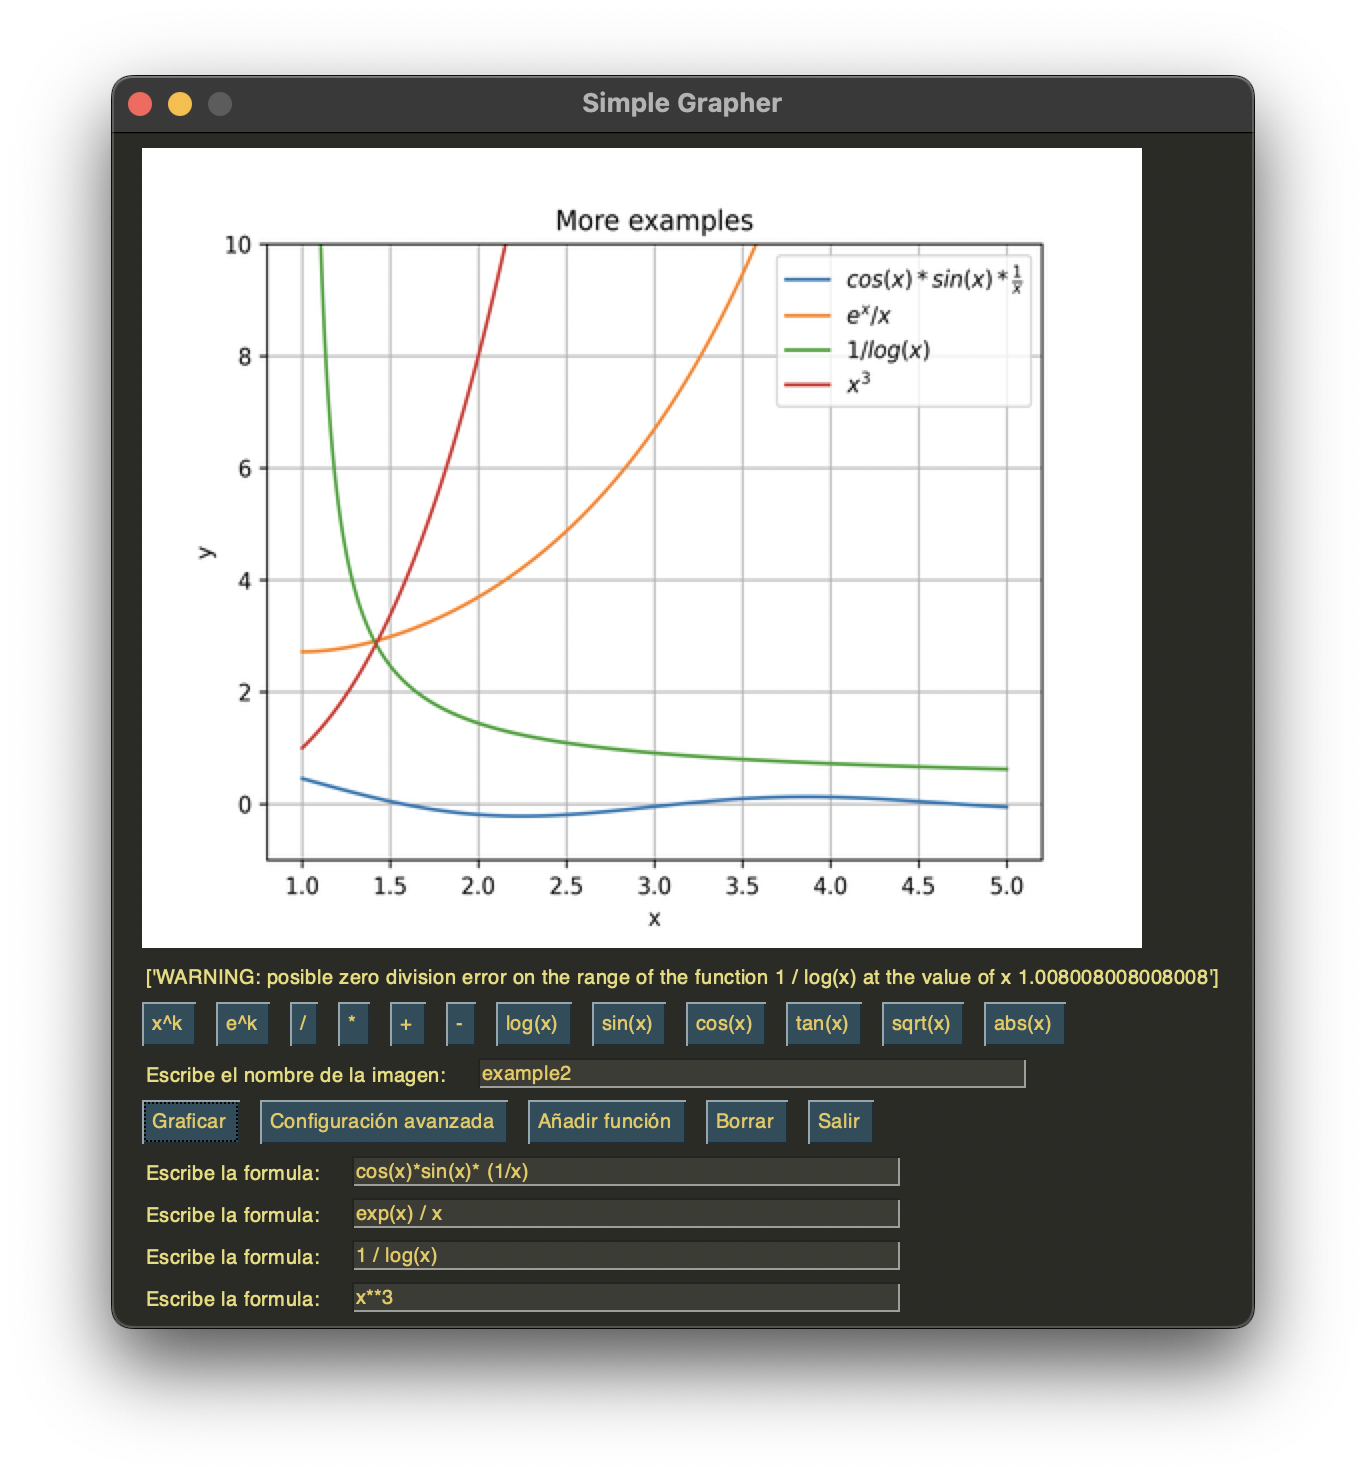 Simple Grapher
More examples
cos(x) * sin(x) * 1/x
e^x/x
1/log(x)
x^3
10
8
6
4
2
0
y
1.0 1.5 2.0 2.5 3.0 3.5 4.0 4.5 5.0
x
['WARNING: posible zero division error on the range of the function 1 / log(x) at the value of x 1.008008008008008']
x^k e^k / * + - log(x) sin(x) cos(x) tan(x) sqrt(x) abs(x)
Escribe el nombre de la imagen: example2
Graficar Configuración avanzada Añadir función Borrar Salir
Escribe la formula: cos(x)*sin(x)* (1/x)
Escribe la formula: exp(x) / x
Escribe la formula: 1 / log(x)
Escribe la formula: x**3